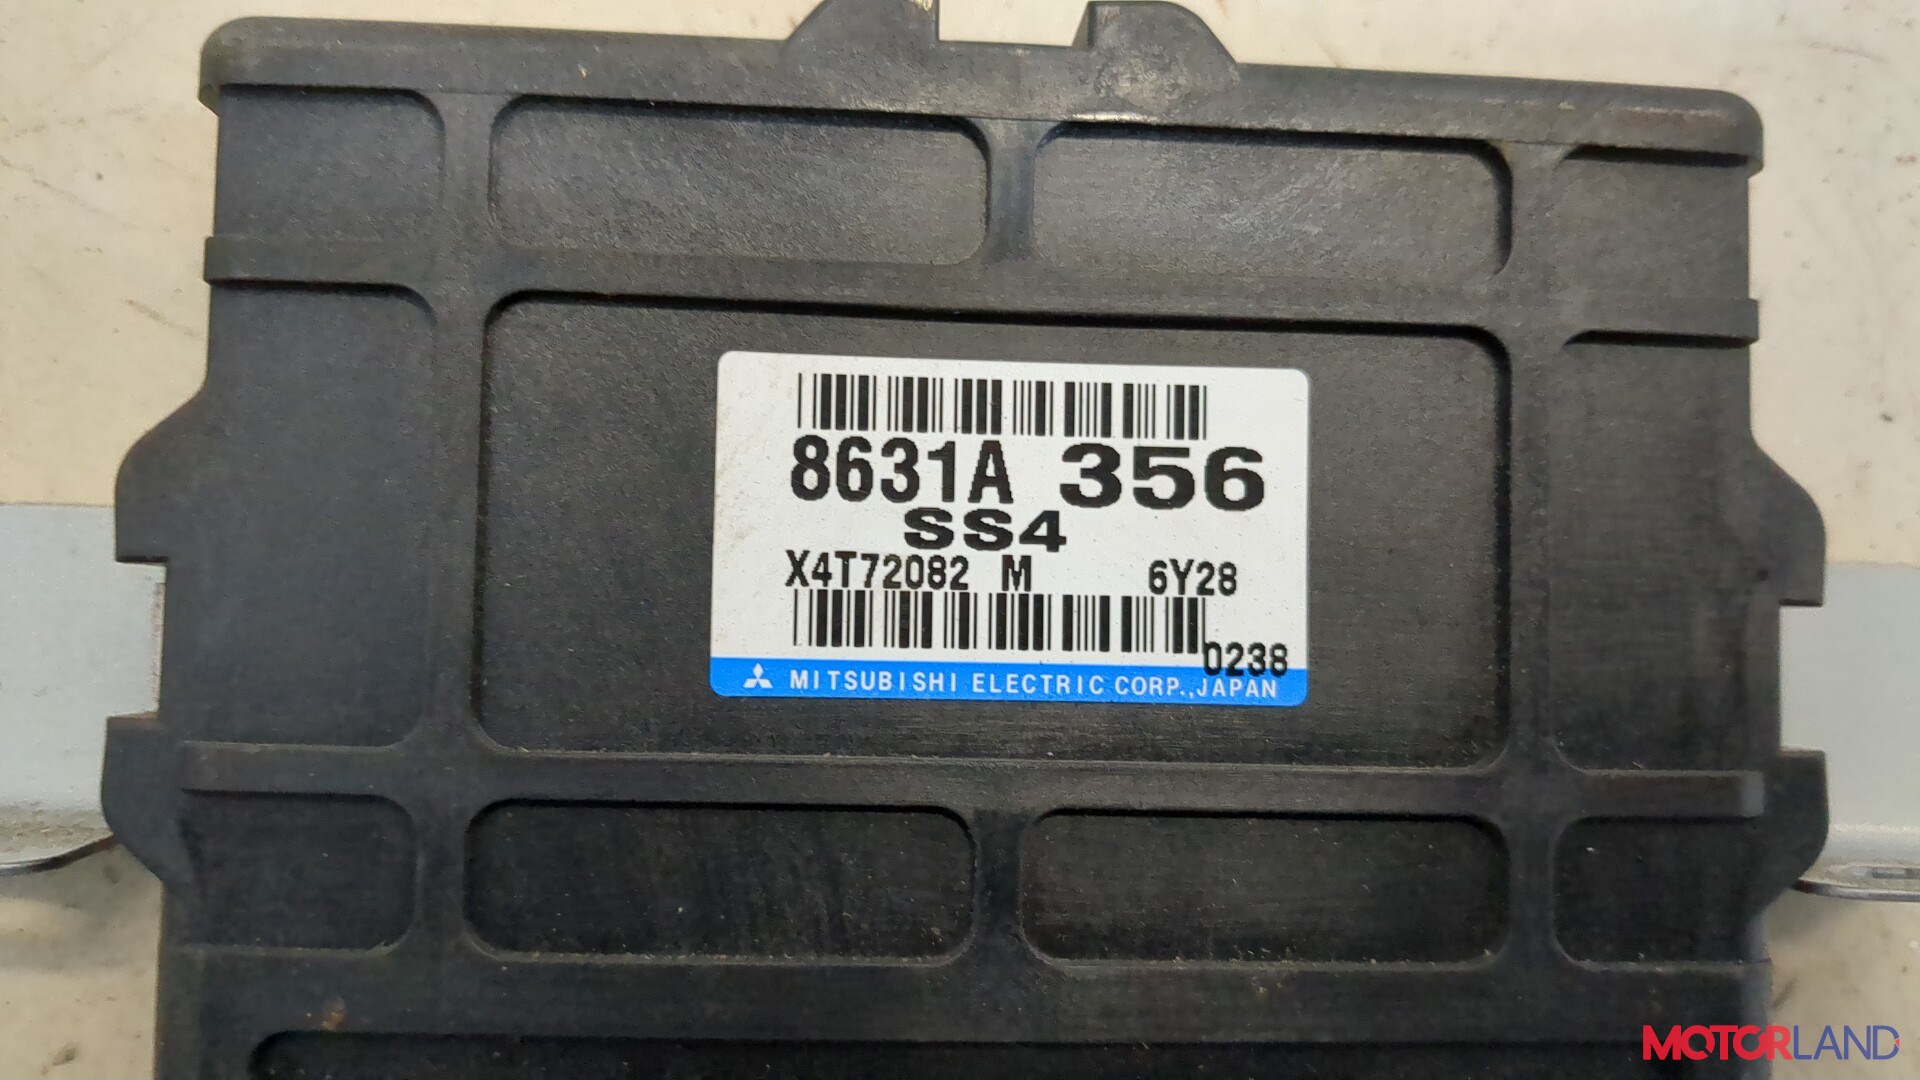 8631A 356
SS4
X4T72082 M 6Y28
0238
MITSUBISHI ELECTRIC CORP.,JAPAN
MOTORLAND